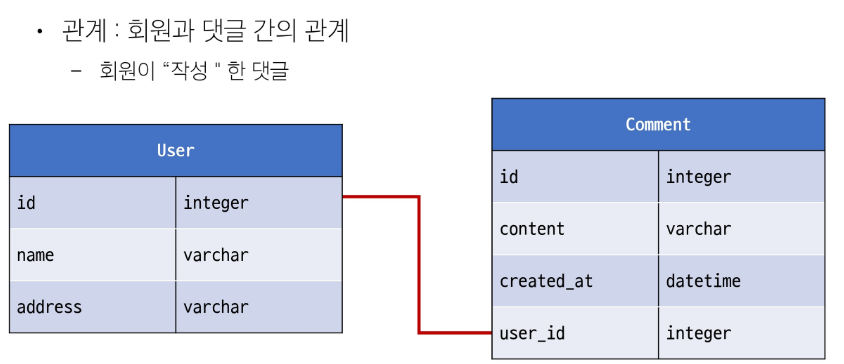 • 관계 : 회원과 댓글 간의 관계
– 회원이 “작성 " 한 댓글
User
id integer
name varchar
address varchar
Comment
id integer
content varchar
created_at datetime
user_id integer